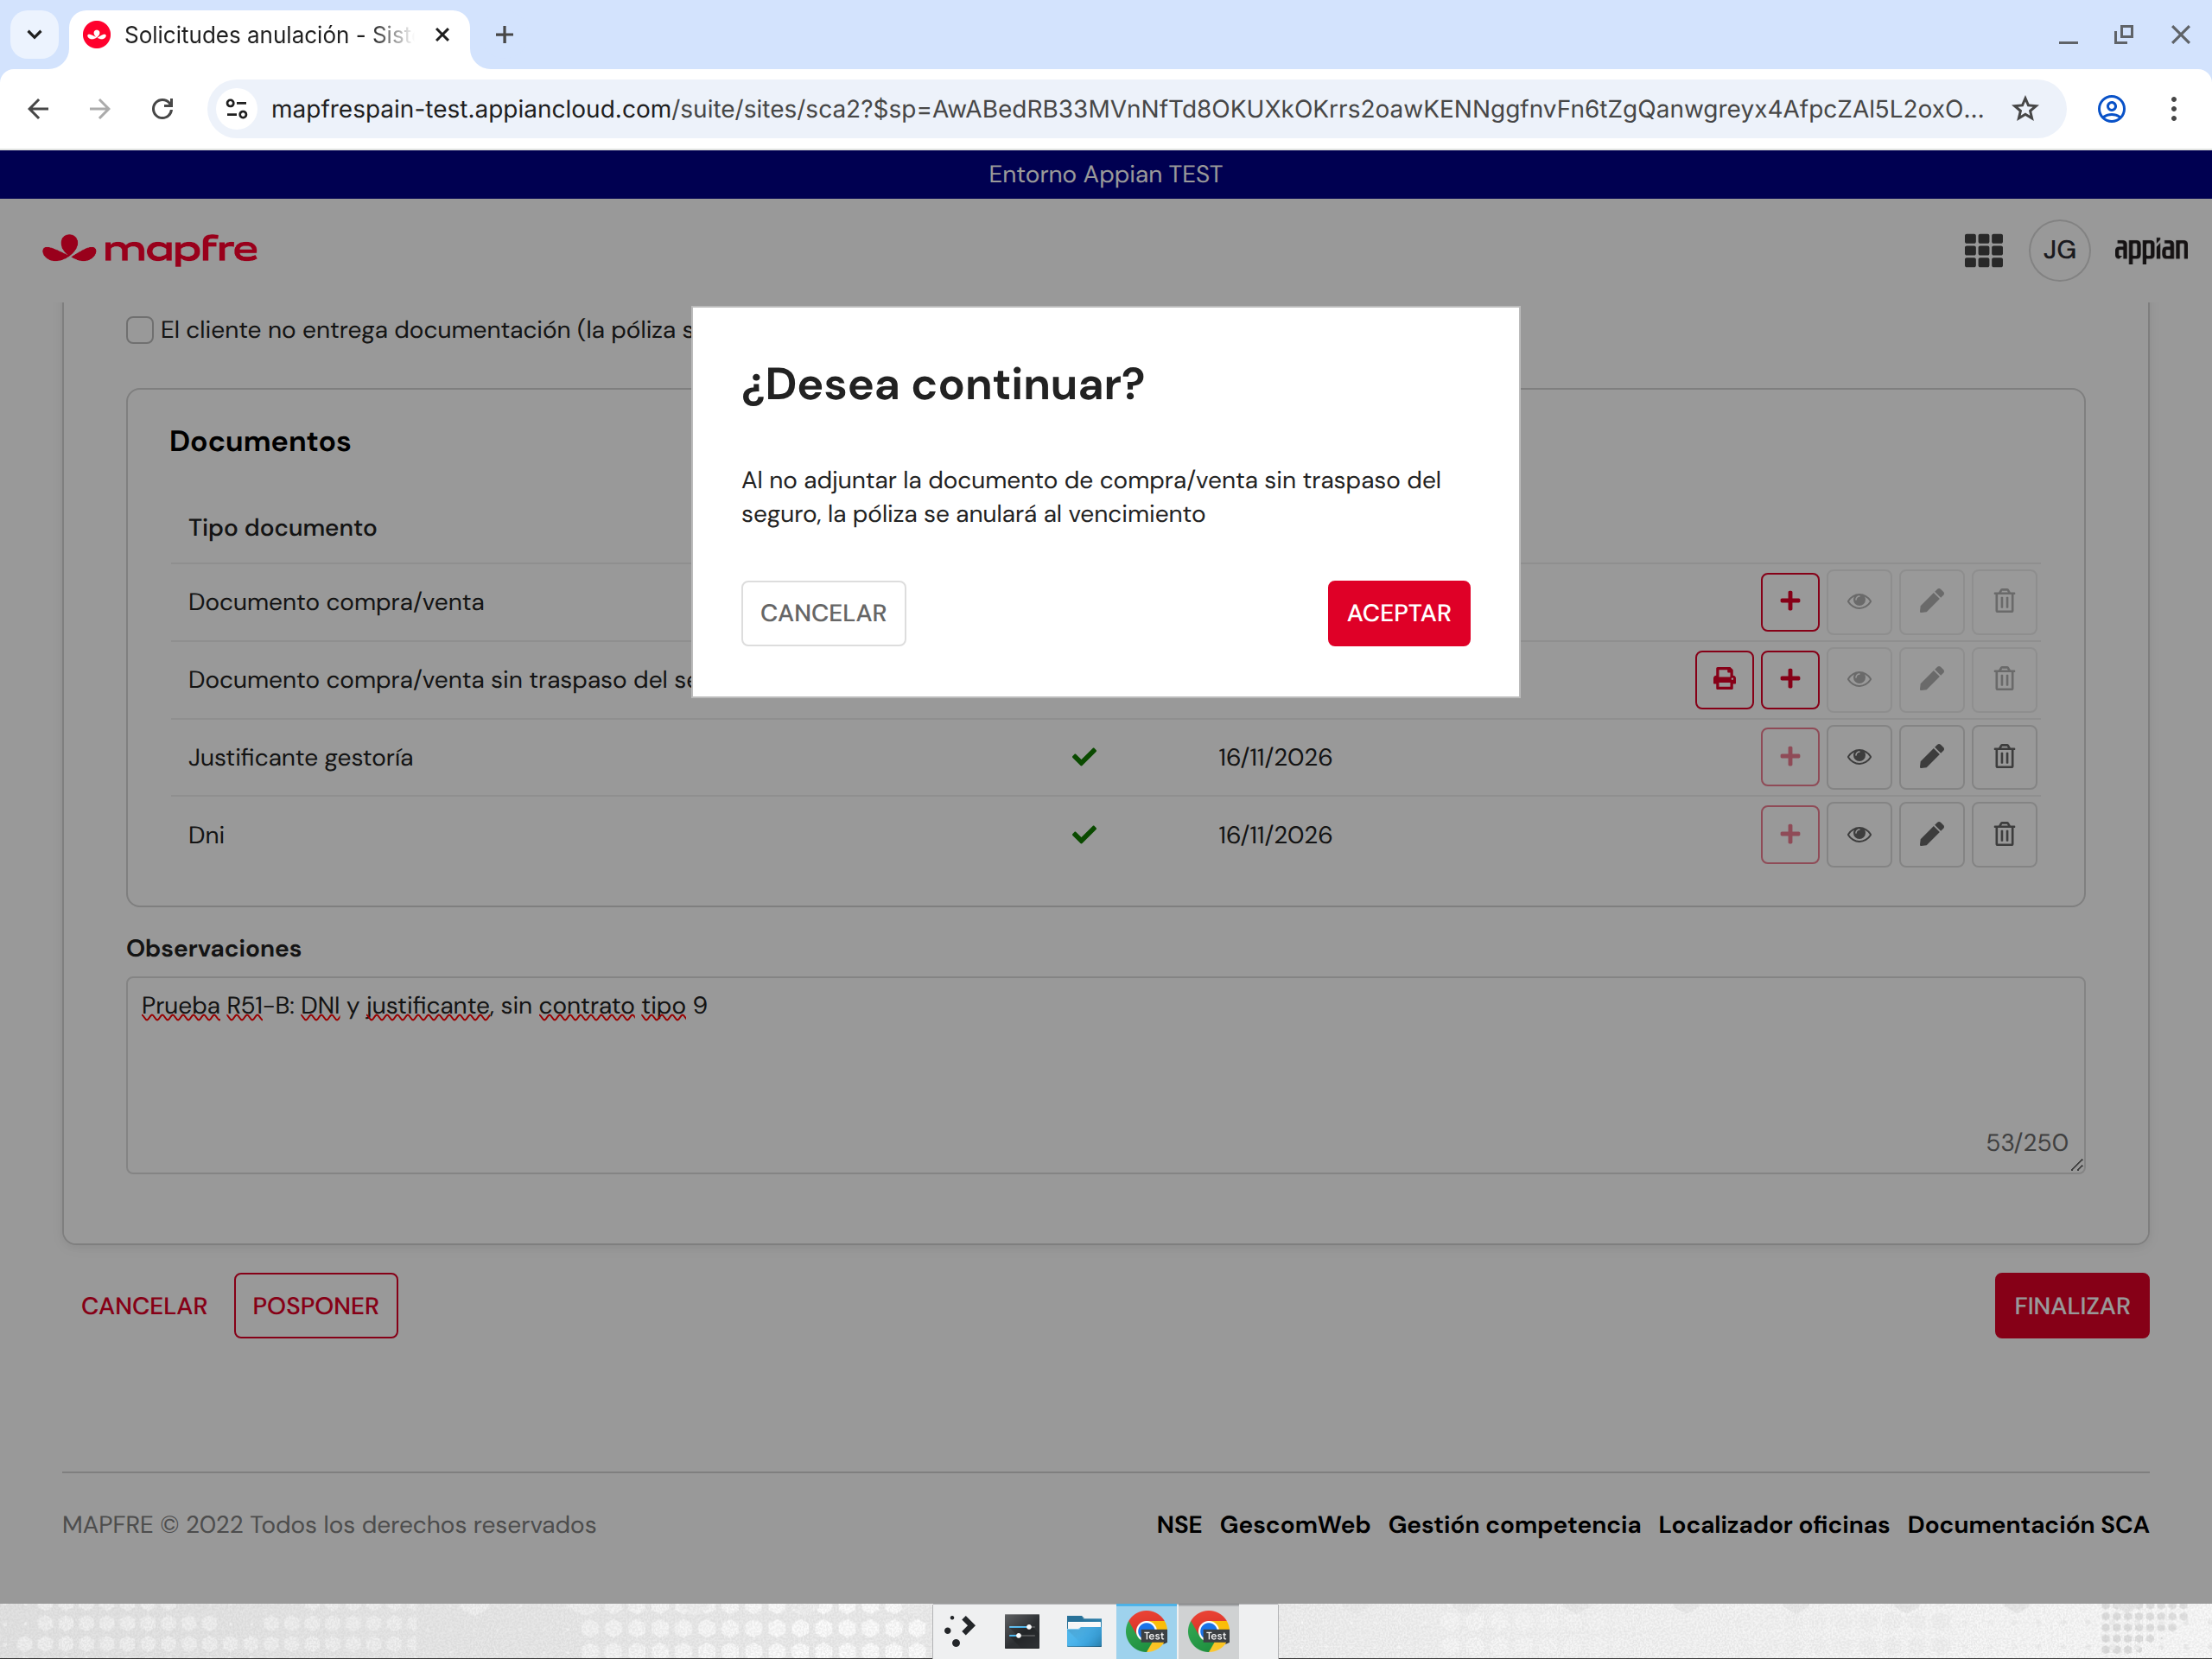 Solicitudes anulación - Sist
mapfrespain-test.appiancloud.com/suite/sites/sca2?$sp=AwABedRB33MVnNfTd8OKUXkOKrrs2oawKENNggfnvFn6tZgQanwgreyx4AfpcZAI5L2oxO...
Entorno Appian TEST
mapfre
JG
appian
El cliente no entrega documentación (la póliza s
¿Desea continuar?
Al no adjuntar la documento de compra/venta sin traspaso del
seguro, la póliza se anulará al vencimiento
CANCELAR
ACEPTAR
Documentos
Tipo documento
Documento compra/venta
Documento compra/venta sin traspaso del se
Justificante gestoría 16/11/2026
Dni 16/11/2026
Observaciones
Prueba R51-B: DNI y justificante, sin contrato tipo 9
53/250
CANCELAR
POSPONER
FINALIZAR
MAPFRE © 2022 Todos los derechos reservados
NSE GescomWeb Gestión competencia Localizador oficinas Documentación SCA
Test
Test